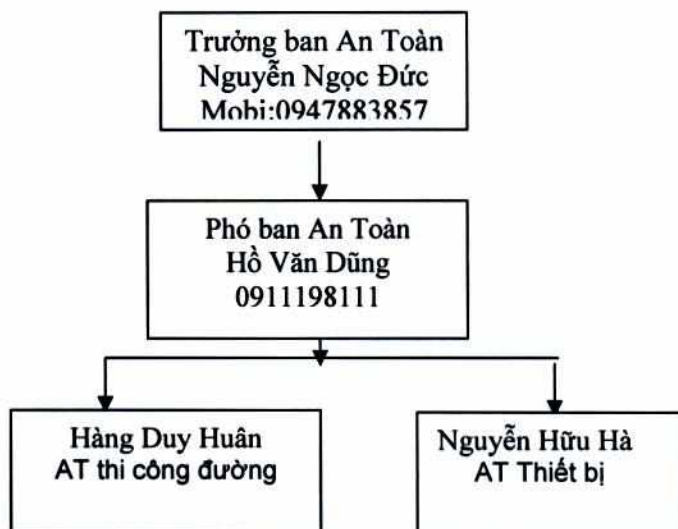 Trưởng ban An Toàn
Nguyễn Ngọc Đức
Mobi:0947883857
Phó ban An Toàn
Hồ Văn Dũng
0911198111
Hàng Duy Huân
AT thi công đường
Nguyễn Hữu Hà
AT Thiết bị